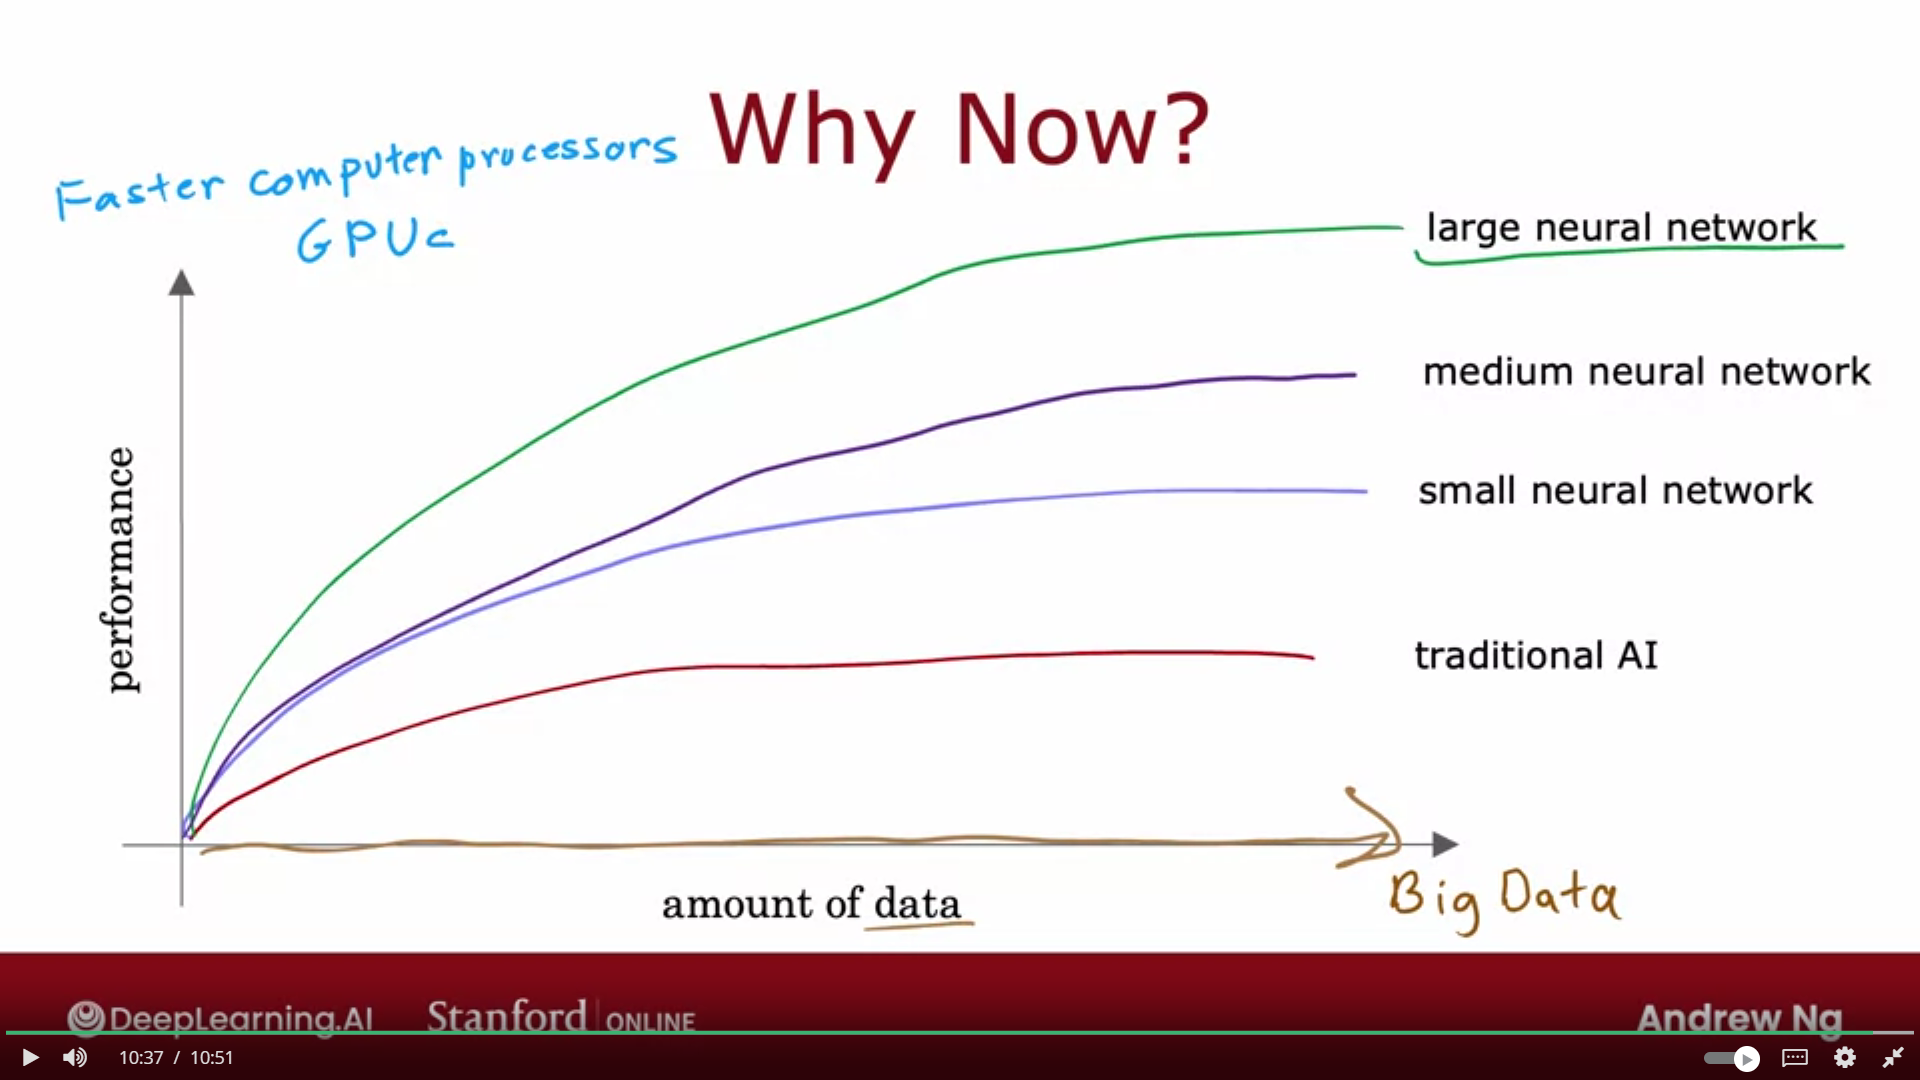 Why Now?
Faster computer processors
GPUs
large neural network
medium neural network
small neural network
traditional AI
performance
amount of data
Big Data
DeepLearning.AI
Stanford ONLINE
Andrew Ng
10:37 / 10:51